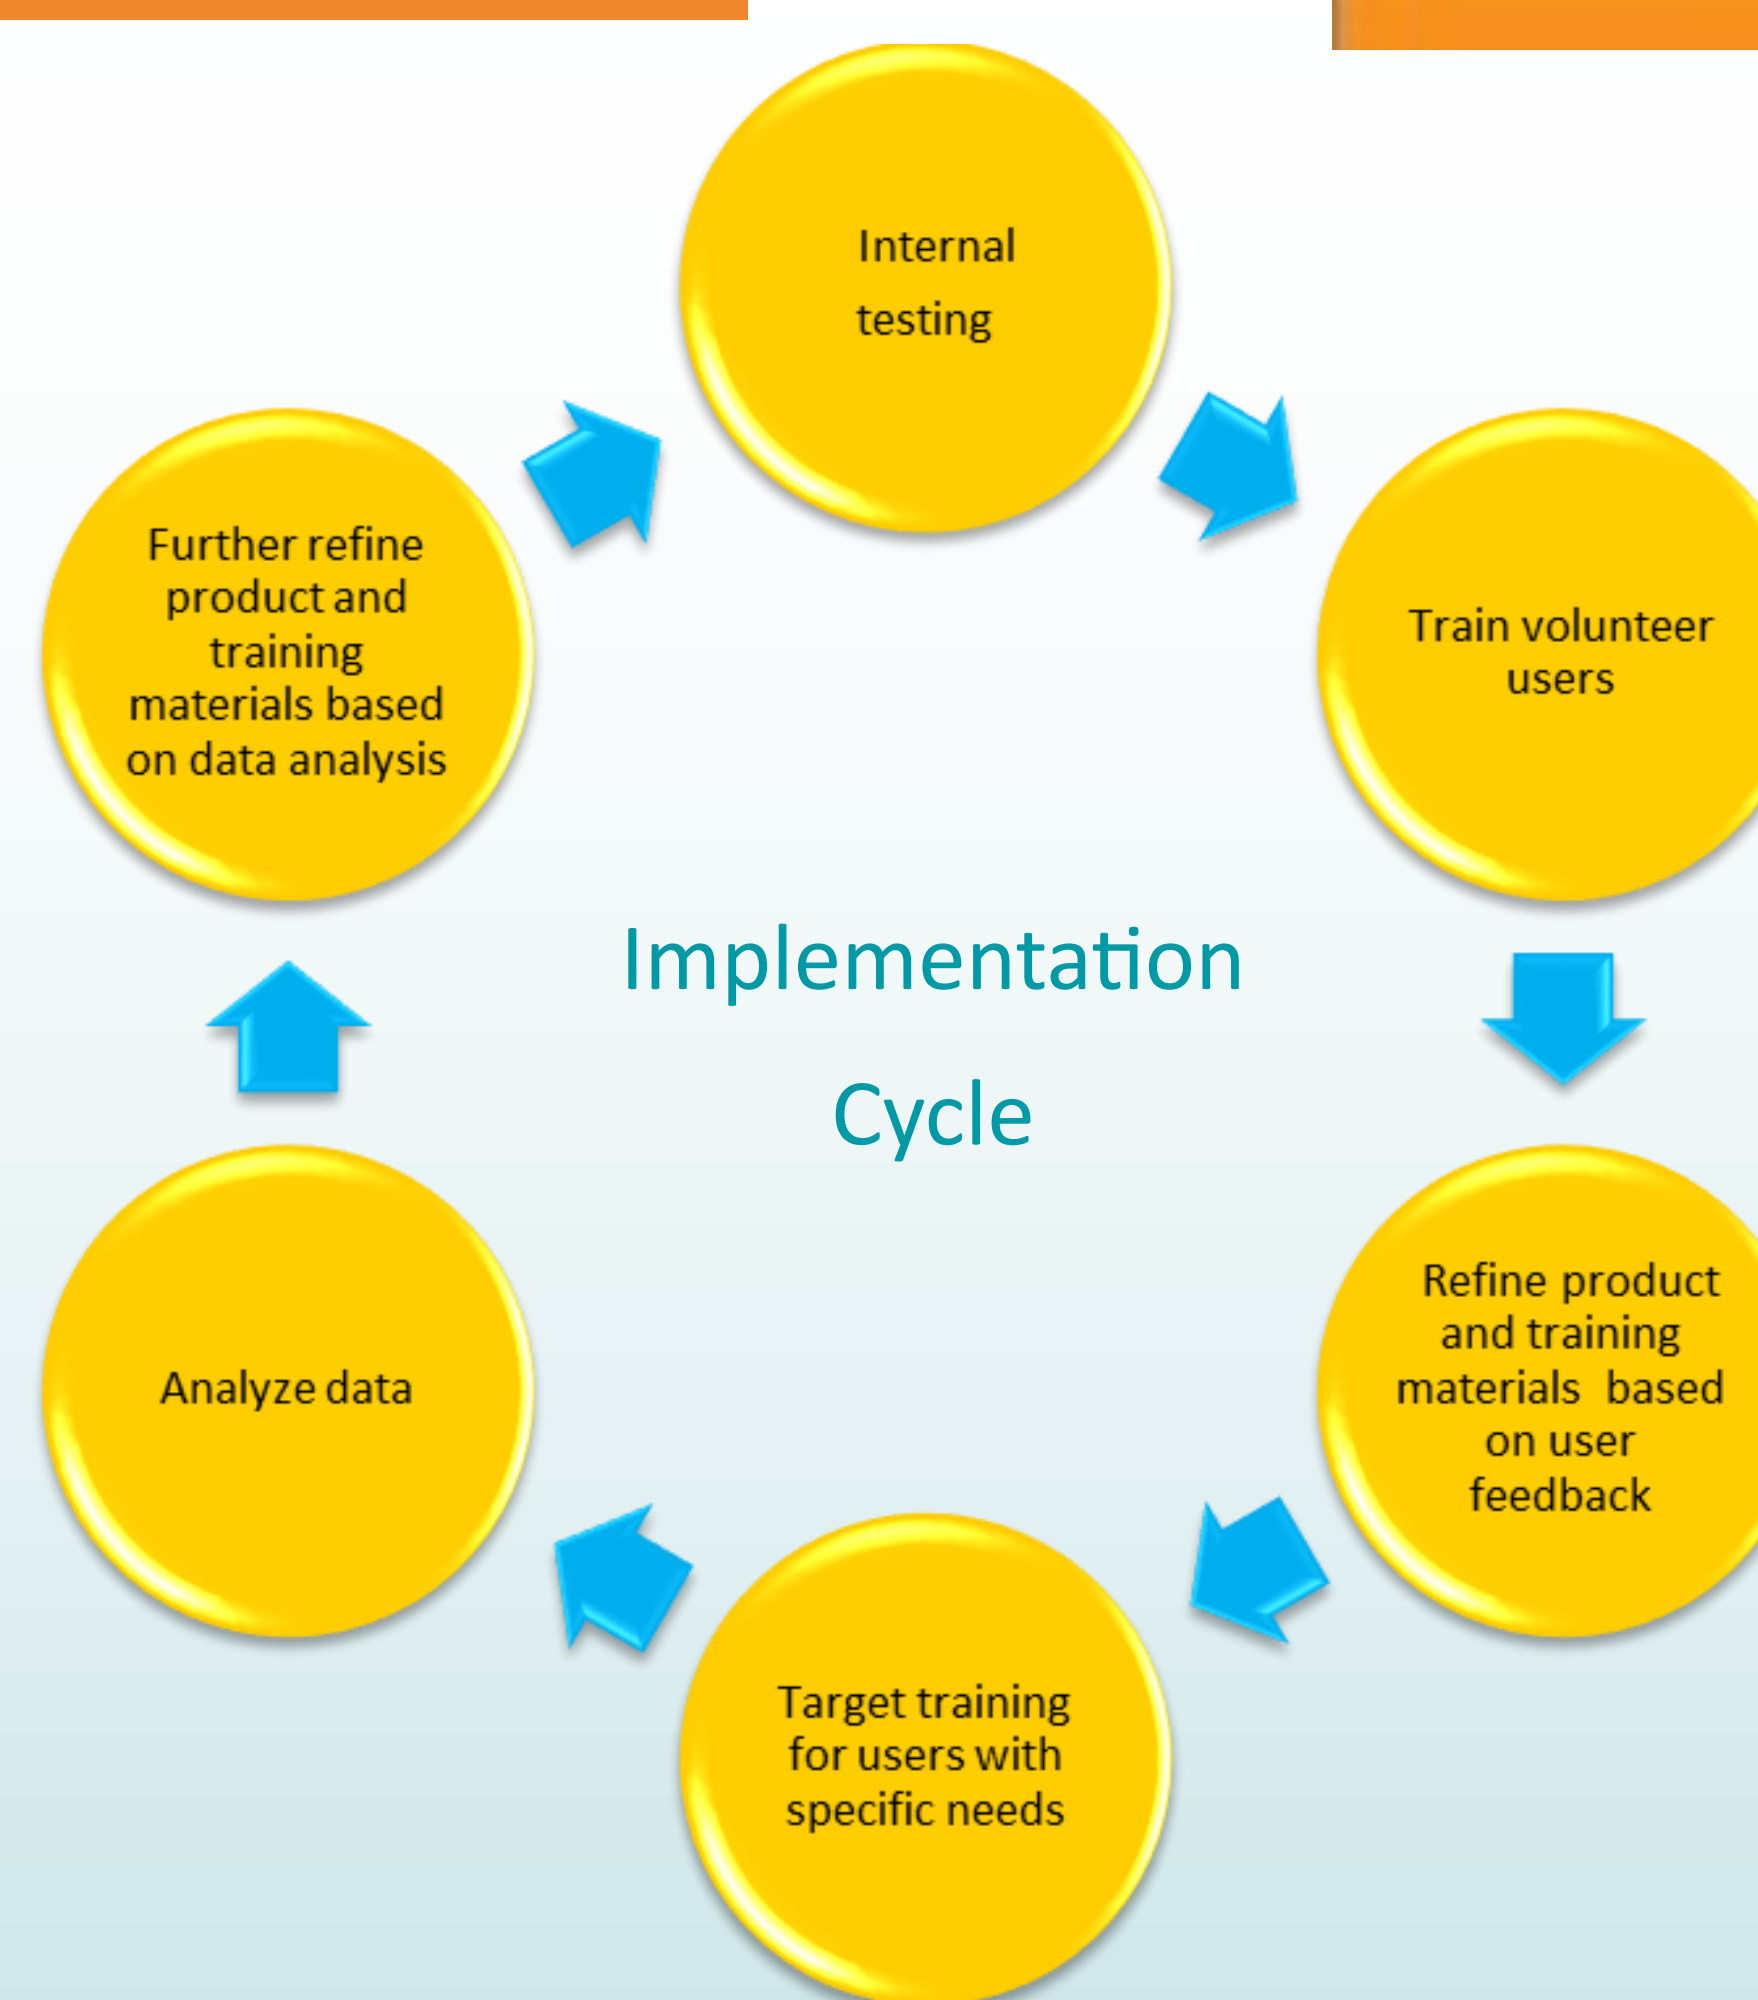 Internal
testing
Train volunteer
users
Refine product
and training
materials based
on user
feedback
Target training
for users with
specific needs
Analyze data
Further refine
product and
training
materials based
on data analysis
Implementation
Cycle